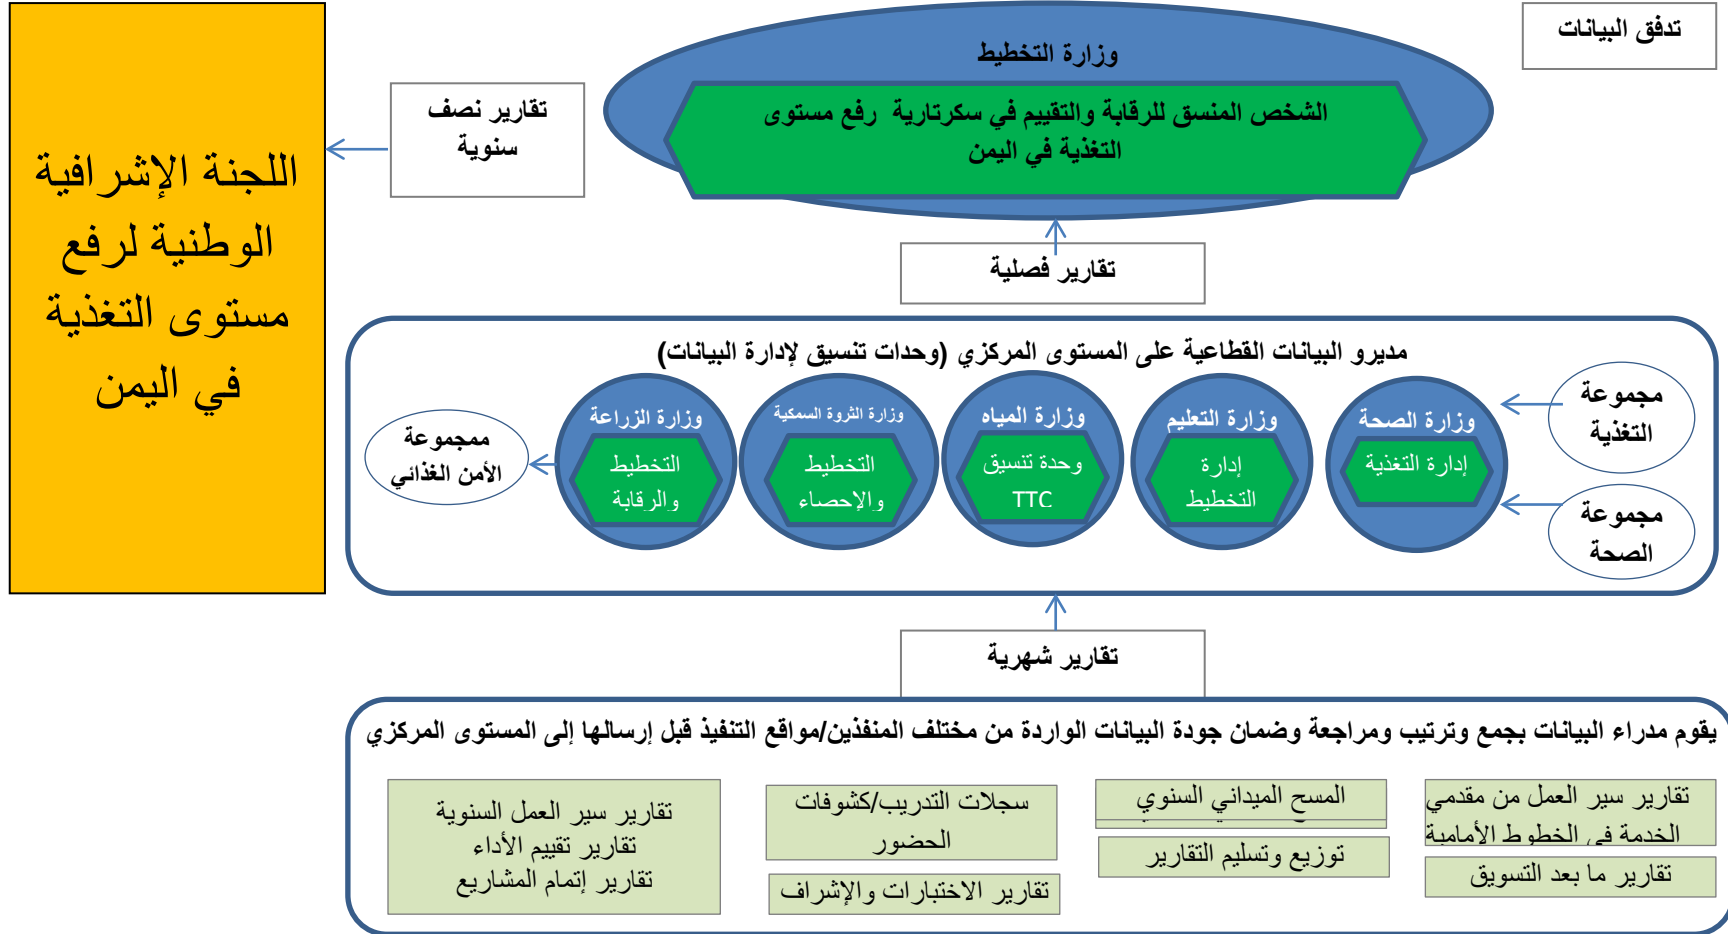 تدفق البيانات
وزارة التخطيط
الشخص المنسق للرقابة والتقييم في سكرتارية رفع مستوى
التغذية في اليمن
تقارير نصف
سنوية
اللجنة الإشرافية
الوطنية لرفع
مستوى التغذية
في اليمن
تقارير فصلية
مديرو البيانات القطاعية على المستوى المركزي (وحدات تنسيق لإدارة البيانات)
مجموعة
التغذية
مجموعة
الصحة
وزارة الصحة
إدارة التغذية
وزارة التعليم
إدارة
التخطيط
وزارة المياه
وحدة تنسيق
TTC
وزارة الثروة السمكية
التخطيط
والإحصاء
وزارة الزراعة
التخطيط
والرقابة
ممجموعة
الأمن الغذائي
تقارير شهرية
يقوم مدراء البيانات بجمع وترتيب ومراجعة وضمان جودة البيانات الواردة من مختلف المنفذين/مواقع التنفيذ قبل إرسالها إلى المستوى المركزي
تقارير سير العمل من مقدمي
الخدمة في الخطوط الأمامية
تقارير ما بعد التسويق
المسح الميداني السنوي
توزيع وتسليم التقارير
سجلات التدريب/كشوفات
الحضور
تقارير الاختبارات والإشراف
تقارير سير العمل السنوية
تقارير تقييم الأداء
تقارير إتمام المشاريع